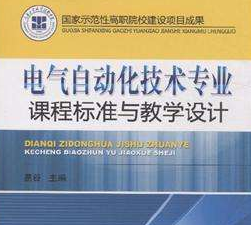 国家示范性高职院校建设项目成果
GUOJIA SHIFANXING GAOZHI YUANXIAO JIANSHE XIANGMU CHENGGUO
电气自动化技术专业
课程标准与教学设计
DIANQI ZIDONGHUA JISHU ZHUANYE
KECHENG BIAOZHUN YU JIAOXUE SHEJI
主编